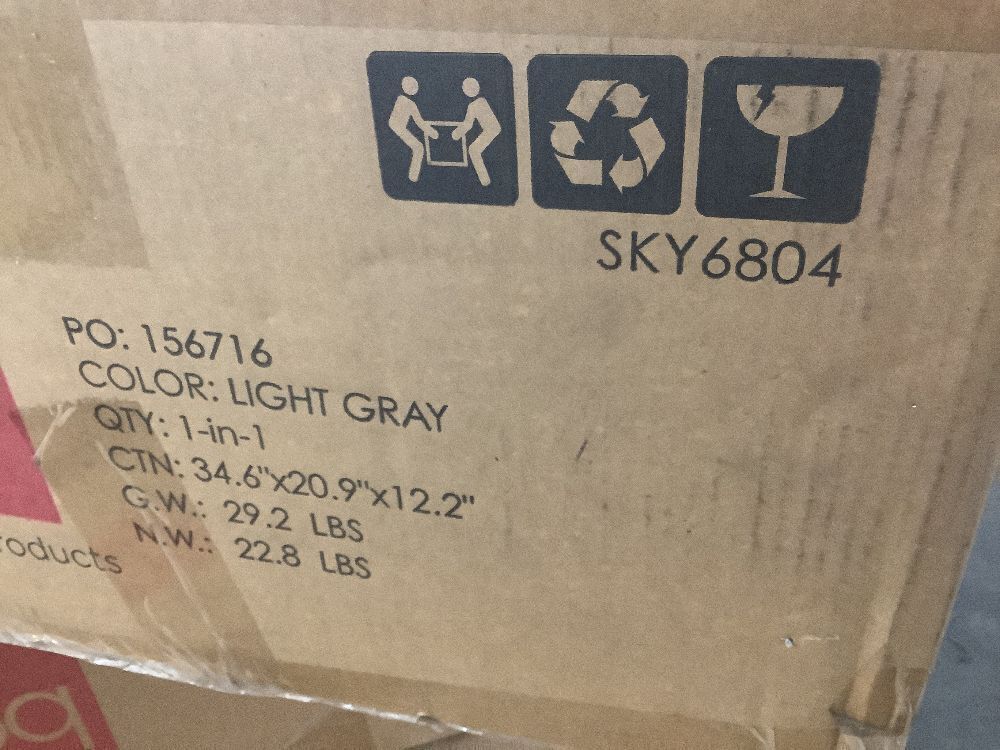 SKY6804
PO: 156716
COLOR: LIGHT GRAY
QTY: 1-in-1
CTN: 34.6"x20.9"x12.2"
G.W.: 29.2 LBS
N.W.: 22.8 LBS
roducts